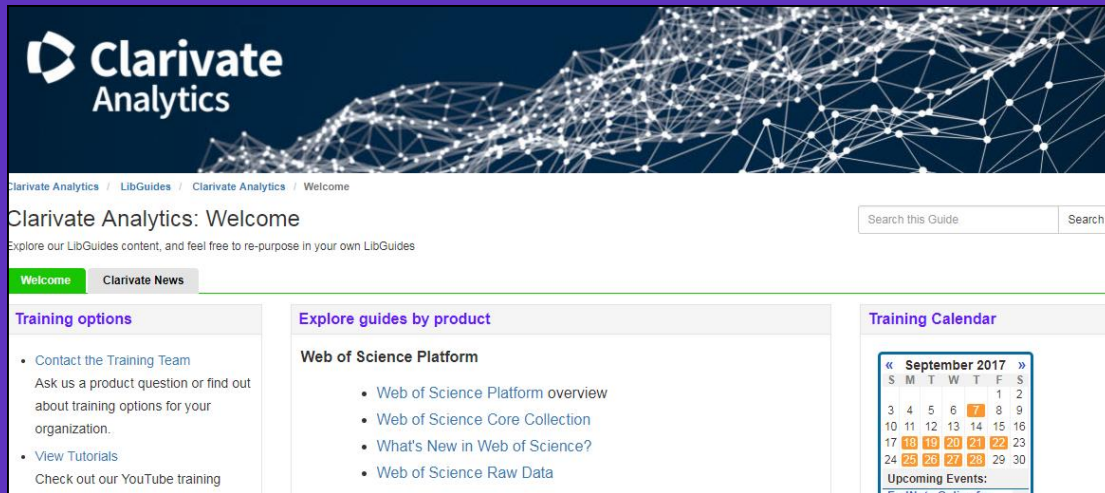 Clarivate
Analytics
Clarivate Analytics / LibGuides / Clarivate Analytics / Welcome
Clarivate Analytics: Welcome
Explore our LibGuides content, and feel free to re-purpose in your own LibGuides
Search this Guide Search
Welcome Clarivate News
Training options
• Contact the Training Team
Ask us a product question or find out
about training options for your
organization.
• View Tutorials
Check out our YouTube training
Explore guides by product
Web of Science Platform
• Web of Science Platform overview
• Web of Science Core Collection
• What's New in Web of Science?
• Web of Science Raw Data
Training Calendar
« September 2017 »
S M T W T F S
1 2
3 4 5 6 7 8 9
10 11 12 13 14 15 16
17 18 19 20 21 22 23
24 25 26 27 28 29 30
Upcoming Events: